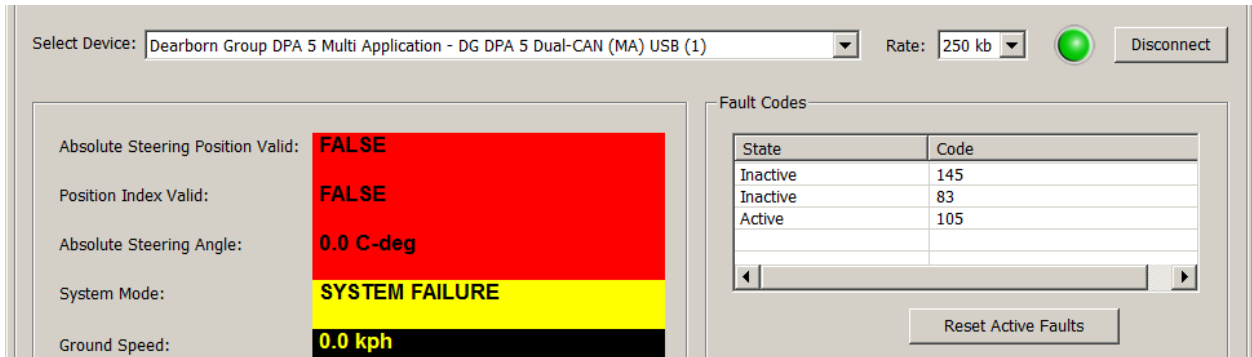 Select Device: Dearborn Group DPA 5 Multi Application - DG DPA 5 Dual-CAN (MA) USB (1) Rate: 250 kb Disconnect
Absolute Steering Position Valid: FALSE
Position Index Valid: FALSE
Absolute Steering Angle: 0.0 C-deg
System Mode: SYSTEM FAILURE
Ground Speed: 0.0 kph
Fault Codes
State Code
Inactive 145
Inactive 83
Active 105
Reset Active Faults